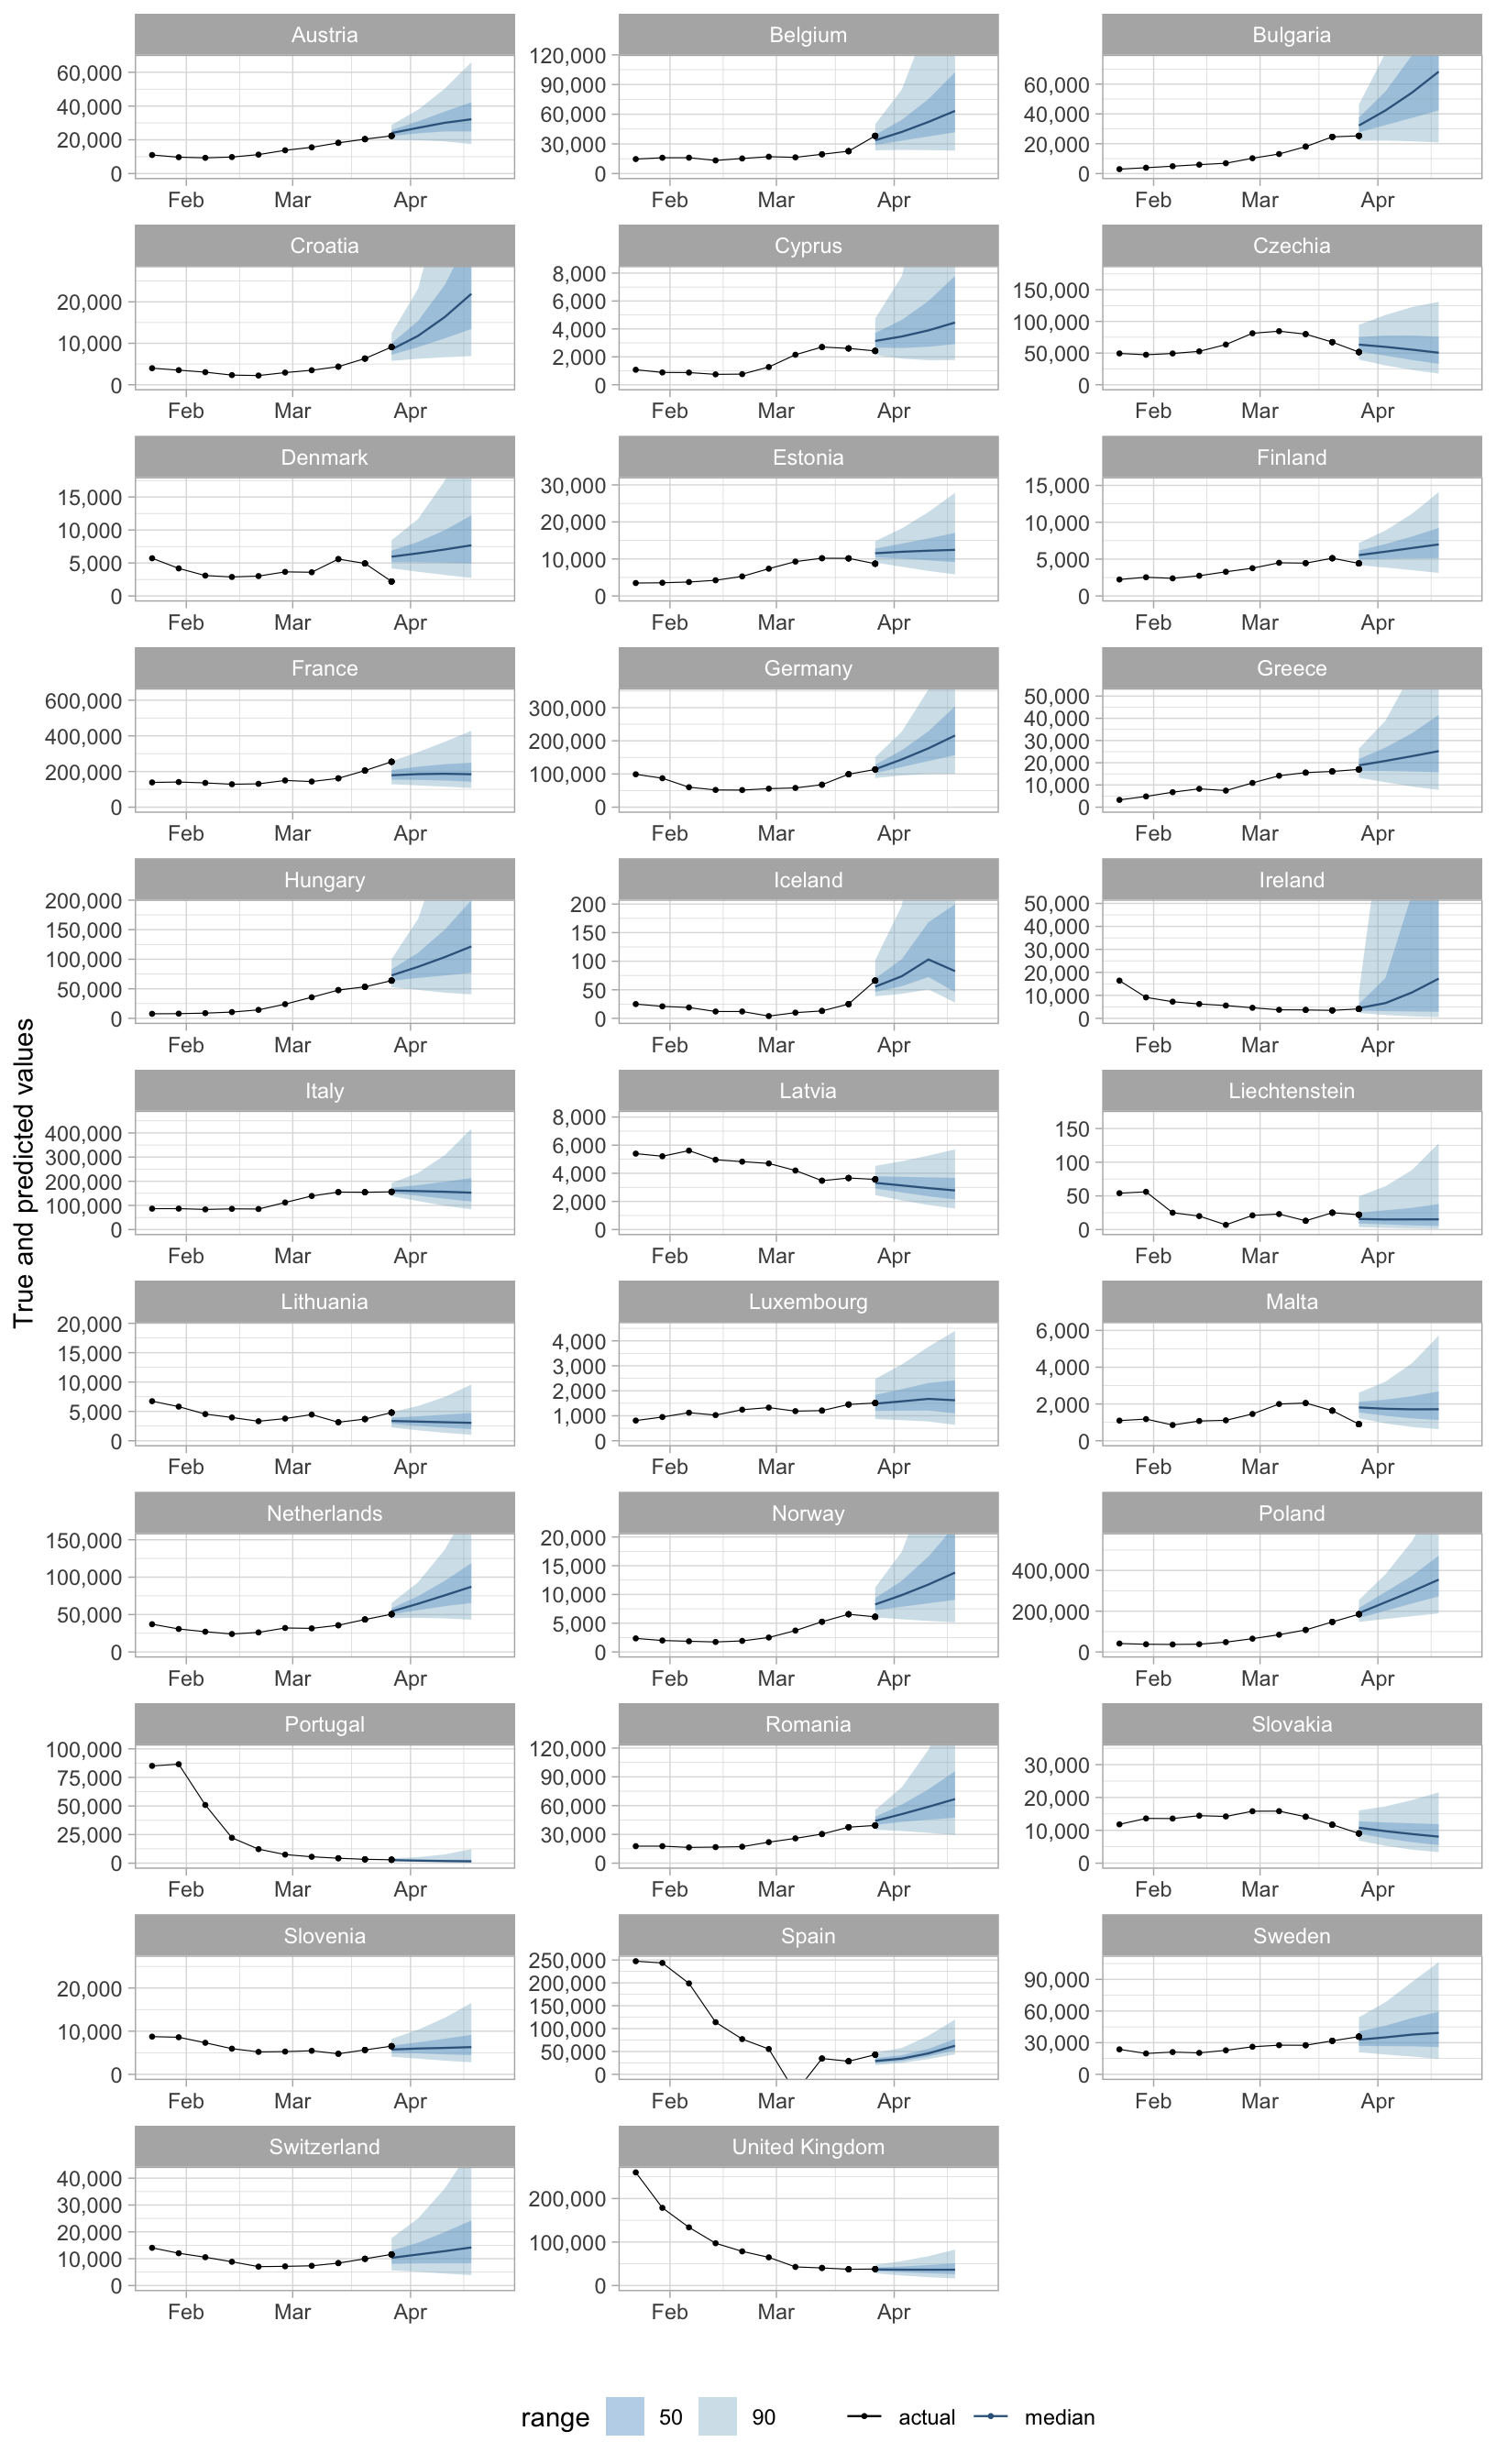 Austria
Belgium
Bulgaria
60,000
40,000
20,000
0
Feb Mar Apr
120,000
90,000
60,000
30,000
0
Feb Mar Apr
60,000
40,000
20,000
0
Feb Mar Apr
Croatia
Cyprus
Czechia
20,000
10,000
0
Feb Mar Apr
8,000
6,000
4,000
2,000
0
Feb Mar Apr
150,000
100,000
50,000
0
Feb Mar Apr
Denmark
Estonia
Finland
15,000
10,000
5,000
0
Feb Mar Apr
30,000
20,000
10,000
0
Feb Mar Apr
15,000
10,000
5,000
0
Feb Mar Apr
France
Germany
Greece
600,000
400,000
200,000
0
Feb Mar Apr
300,000
200,000
100,000
0
Feb Mar Apr
50,000
40,000
30,000
20,000
10,000
0
Feb Mar Apr
Hungary
Iceland
Ireland
200,000
150,000
100,000
50,000
0
Feb Mar Apr
200
150
100
50
0
Feb Mar Apr
50,000
40,000
30,000
20,000
10,000
0
Feb Mar Apr
True and predicted values
Italy
Latvia
Liechtenstein
400,000
300,000
200,000
100,000
0
Feb Mar Apr
8,000
6,000
4,000
2,000
0
Feb Mar Apr
150
100
50
0
Feb Mar Apr
Lithuania
Luxembourg
Malta
20,000
15,000
10,000
5,000
0
Feb Mar Apr
4,000
3,000
2,000
1,000
0
Feb Mar Apr
6,000
4,000
2,000
0
Feb Mar Apr
Netherlands
Norway
Poland
150,000
100,000
50,000
0
Feb Mar Apr
20,000
15,000
10,000
5,000
0
Feb Mar Apr
400,000
200,000
0
Feb Mar Apr
Portugal
Romania
Slovakia
100,000
75,000
50,000
25,000
0
Feb Mar Apr
120,000
90,000
60,000
30,000
0
Feb Mar Apr
30,000
20,000
10,000
0
Feb Mar Apr
Slovenia
Spain
Sweden
20,000
10,000
0
Feb Mar Apr
250,000
200,000
150,000
100,000
50,000
0
Feb Mar Apr
90,000
60,000
30,000
0
Feb Mar Apr
Switzerland
United Kingdom
40,000
30,000
20,000
10,000
0
Feb Mar Apr
200,000
100,000
0
Feb Mar Apr
range 50 90 actual median